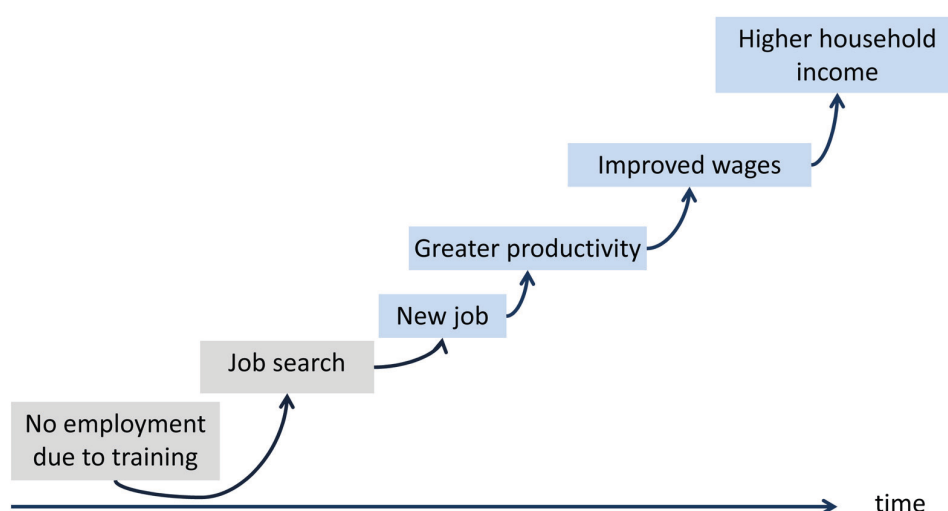 Higher household
income
Improved wages
Greater productivity
New job
Job search
No employment
due to training
time